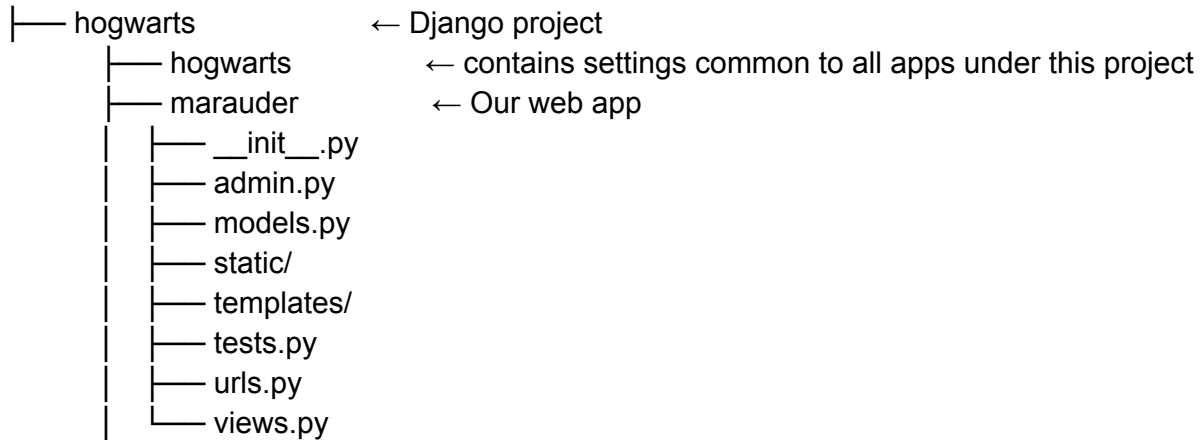 ├── hogwarts ← Django project
├── hogwarts ← contains settings common to all apps under this project
├── marauder ← Our web app
│ ├── __init__.py
│ ├── admin.py
│ ├── models.py
│ ├── static/
│ ├── templates/
│ ├── tests.py
│ ├── urls.py
│ └── views.py